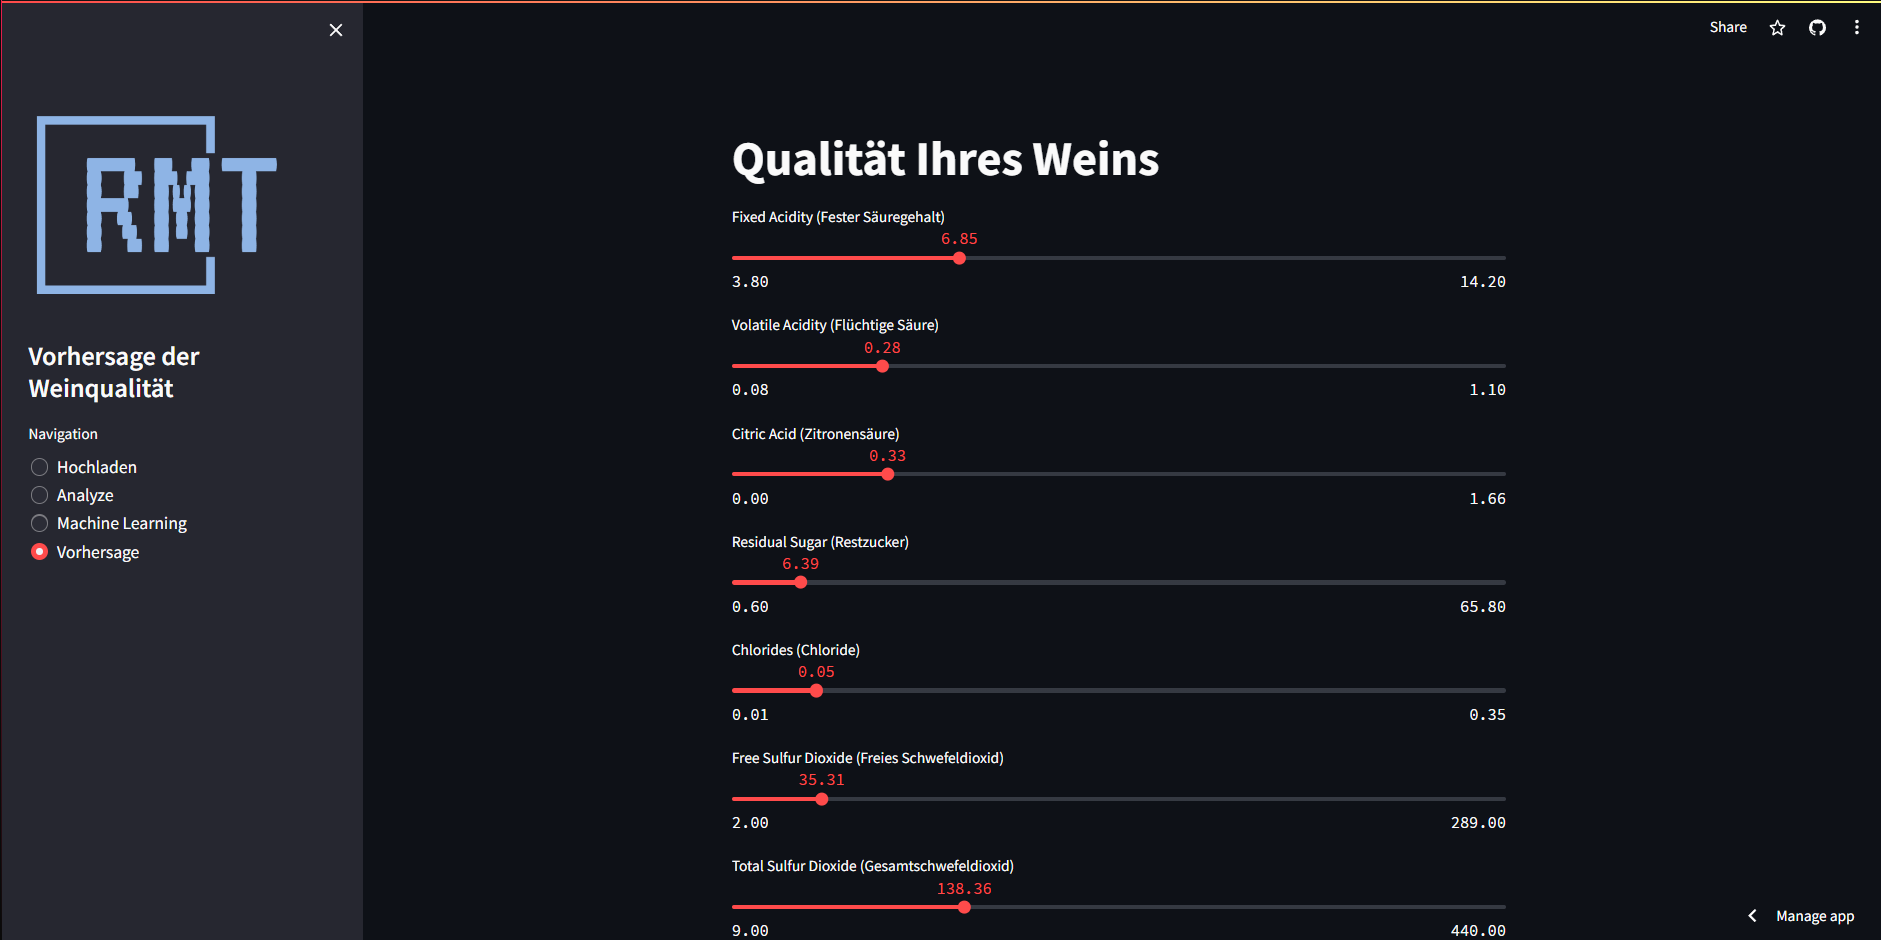 Share
RMT
Vorhersage der
Weinqualität
Navigation
Hochladen
Analyze
Machine Learning
Vorhersage
Qualität Ihres Weins
Fixed Acidity (Fester Säuregehalt)
6.85
3.80 14.20
Volatile Acidity (Flüchtige Säure)
0.28
0.08 1.10
Citric Acid (Zitronensäure)
0.33
0.00 1.66
Residual Sugar (Restzucker)
6.39
0.60 65.80
Chlorides (Chloride)
0.05
0.01 0.35
Free Sulfur Dioxide (Freies Schwefeldioxid)
35.31
2.00 289.00
Total Sulfur Dioxide (Gesamtschwefeldioxid)
138.36
9.00 440.00
Manage app